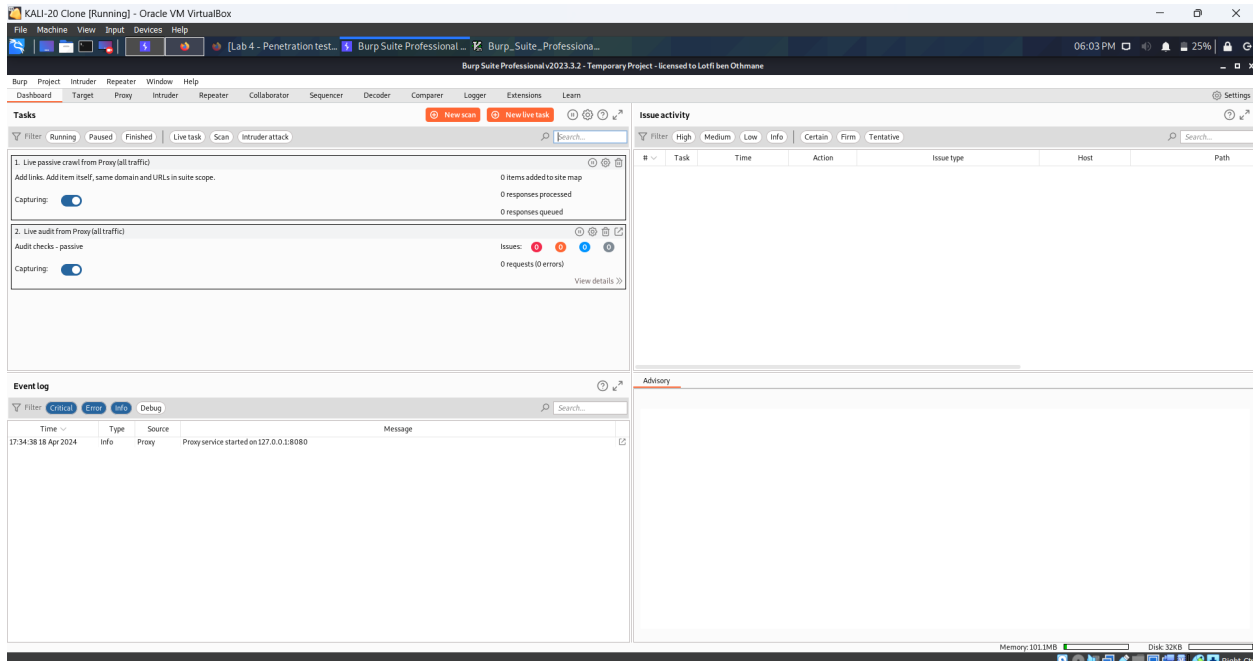 KALI-20 Clone [Running] - Oracle VM VirtualBox
File Machine View Input Devices Help
[Lab 4 - Penetration test... Burp Suite Professional ... Burp_Suite_Professiona... 06:03 PM 25%
Burp Suite Professional v2023.3.2 - Temporary Project - licensed to Lotfi ben Othmane
Burp Project Intruder Repeater Window Help
Dashboard Target Proxy Intruder Repeater Collaborator Sequencer Decoder Comparer Logger Extensions Learn Settings
Tasks New scan New live task
Filter Running Paused Finished Live task Scan Intruder attack Search...
1. Live passive crawl from Proxy (all traffic)
Add links. Add item itself, same domain and URLs in suite scope. 0 items added to site map
0 responses processed
Capturing:
0 responses queued
2. Live audit from Proxy (all traffic)
Audit checks - passive Issues: 0 0 0 0
0 requests (0 errors)
Capturing:
View details
Issue activity
Filter High Medium Low Info Certain Firm Tentative Search...
# Task Time Action Issue type Host Path
Event log
Filter Critical Error Info Debug Search...
Time Type Source Message
17:34:38 18 Apr 2024 Info Proxy Proxy service started on 127.0.0.1:8080
Advisory
Memory: 101.1MB Disk: 32KB